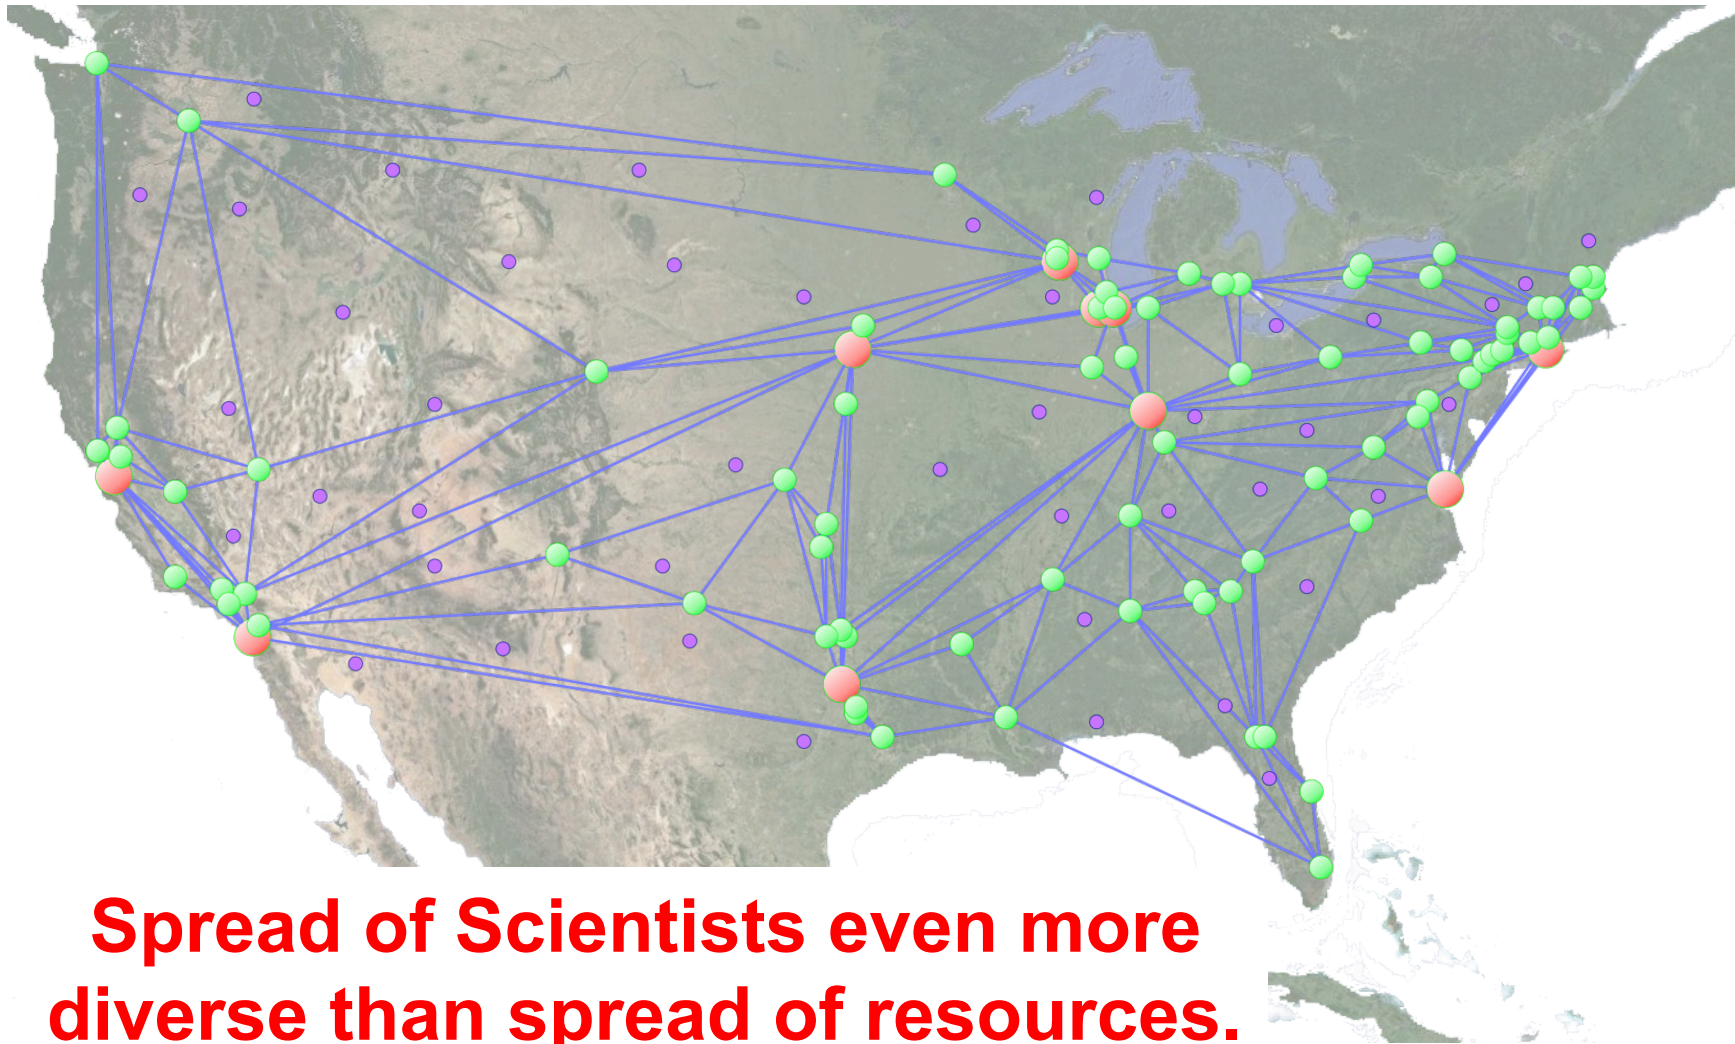 Spread of Scientists even more
diverse than spread of resources.